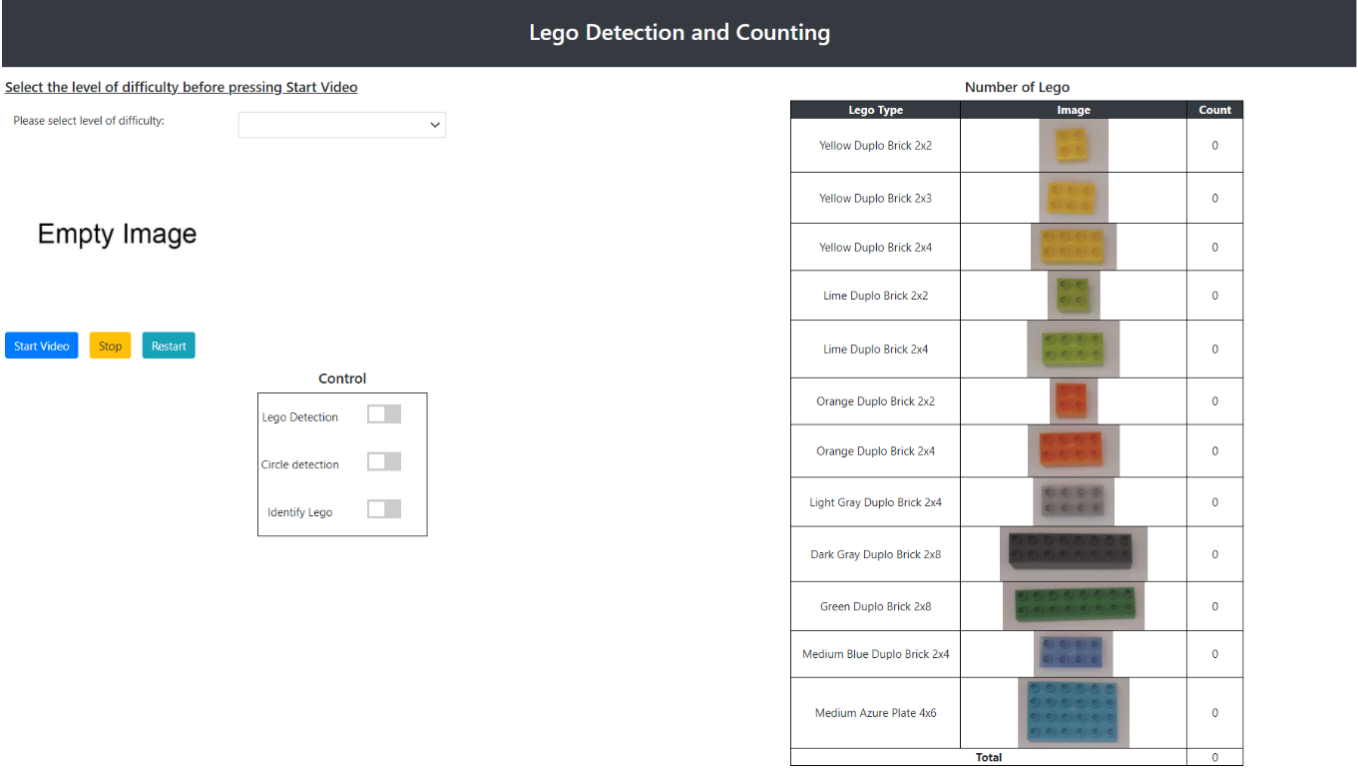 Lego Detection and Counting
Select the level of difficulty before pressing Start Video
Please select level of difficulty:
Empty Image
Start Video Stop Restart
Control
Lego Detection
Circle detection
Identify Lego
Number of Lego
Lego Type Image Count
Yellow Duplo Brick 2x2 0
Yellow Duplo Brick 2x3 0
Yellow Duplo Brick 2x4 0
Lime Duplo Brick 2x2 0
Lime Duplo Brick 2x4 0
Orange Duplo Brick 2x2 0
Orange Duplo Brick 2x4 0
Light Gray Duplo Brick 2x4 0
Dark Gray Duplo Brick 2x8 0
Green Duplo Brick 2x8 0
Medium Blue Duplo Brick 2x4 0
Medium Azure Plate 4x6 0
Total 0